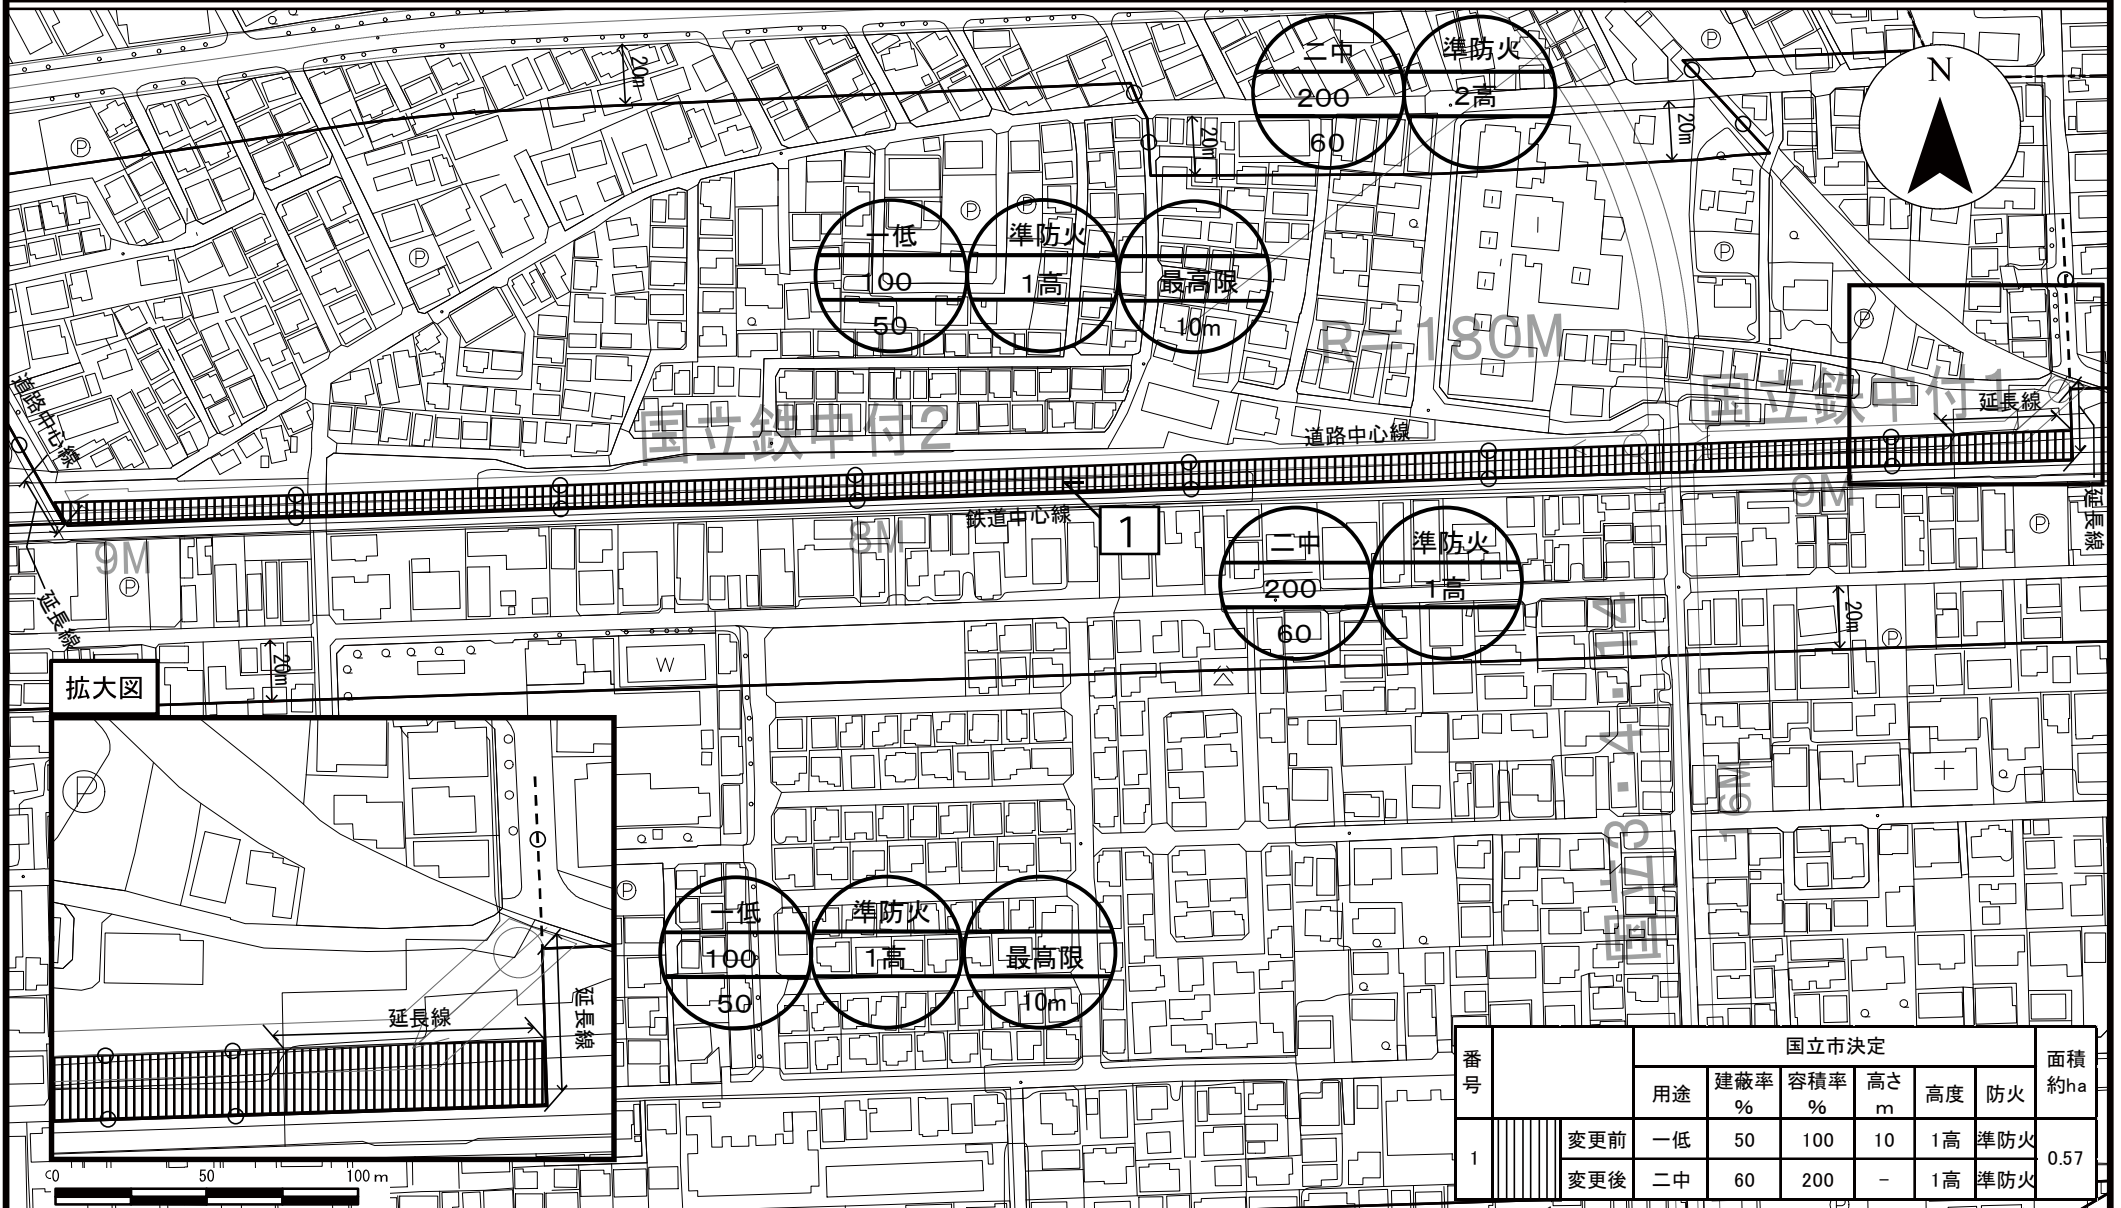 二中
200
60
準防火
2高
N
20m
20m
20m
P
P
P
P
P
P
P
一低
100
50
準防火
1高
最高限
10m
R=180M
国立鉄中付2
国立鉄中付1
道路中心線
道路中心線
延長線
延長線
鉄道中心線
1
9M
8M
9M
延長線
P
P
P
二中
200
60
準防火
1高
20m
20m
W
国立3・4・14
16M
拡大図
P
延長線
延長線
P
一低
100
50
準防火
1高
最高限
10m
0 50 100m
番号 国立市決定 面積約ha
用途 建蔽率% 容積率% 高さm 高度 防火
1 変更前 一低 50 100 10 1高 準防火 0.57
変更後 二中 60 200 - 1高 準防火